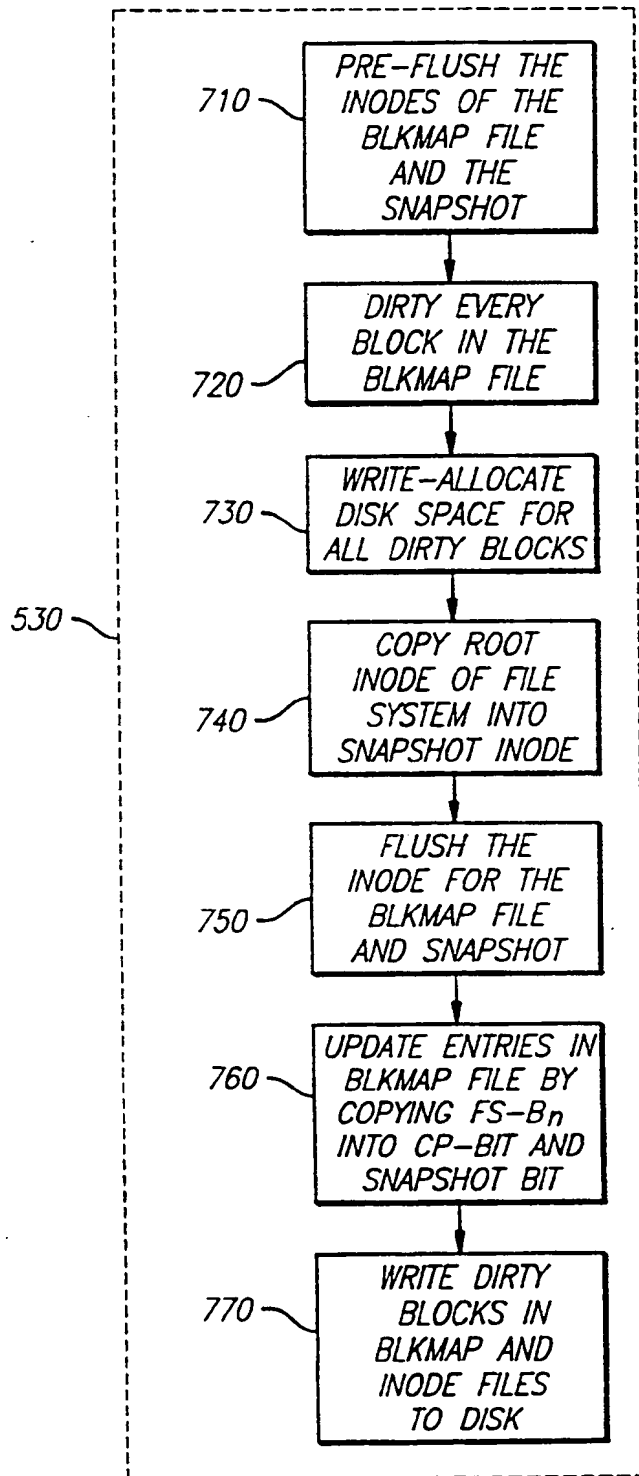 710
PRE-FLUSH THE
INODES OF THE
BLKMAP FILE
AND THE
SNAPSHOT
720
DIRTY EVERY
BLOCK IN THE
BLKMAP FILE
730
WRITE-ALLOCATE
DISK SPACE FOR
ALL DIRTY BLOCKS
530
740
COPY ROOT
INODE OF FILE
SYSTEM INTO
SNAPSHOT INODE
750
FLUSH THE
INODE FOR THE
BLKMAP FILE
AND SNAPSHOT
760
UPDATE ENTRIES IN
BLKMAP FILE BY
COPYING FS-Bn
INTO CP-BIT AND
SNAPSHOT BIT
770
WRITE DIRTY
BLOCKS IN
BLKMAP AND
INODE FILES
TO DISK